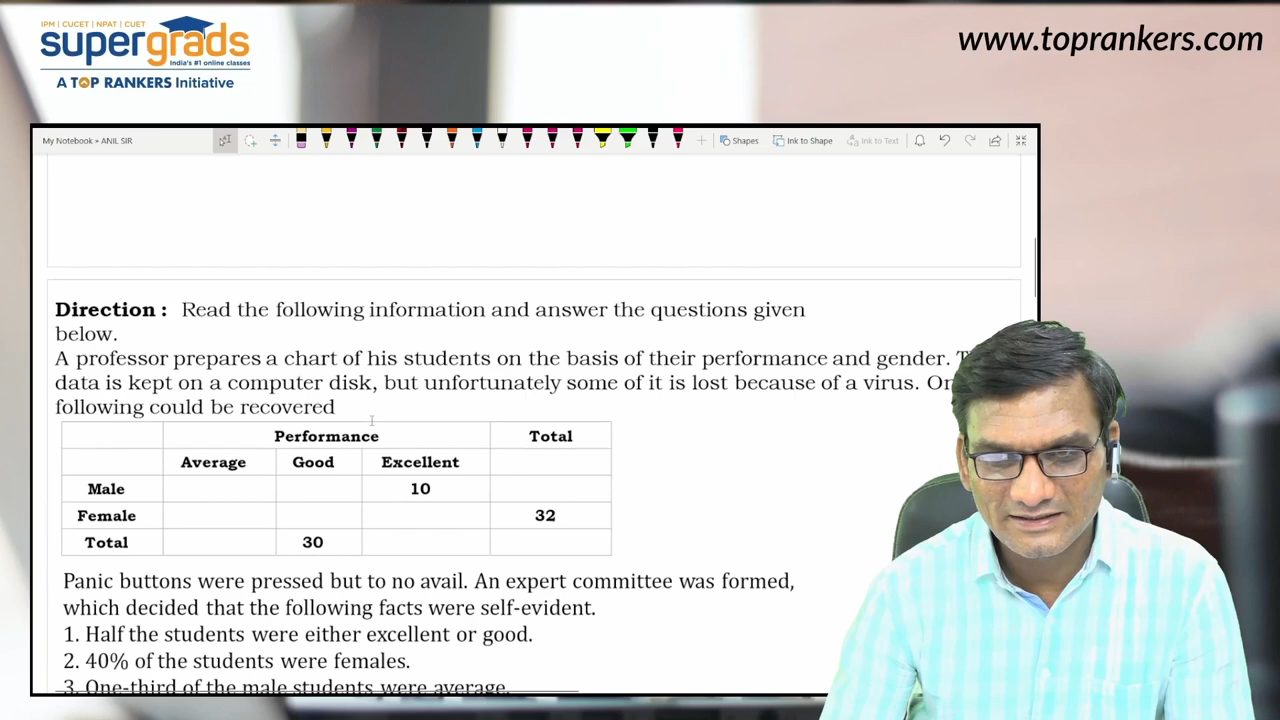 IPM | CUCET | NPAT | CUET
supergrads
India's #1 online classes
A TOP RANKERS Initiative
www.toprankers.com
My Notebook » ANIL SIR
Shapes
Ink to Shape
Ink to Text
Direction : Read the following information and answer the questions given
below.
A professor prepares a chart of his students on the basis of their performance and gender.
data is kept on a computer disk, but unfortunately some of it is lost because of a virus.
following could be recovered
Performance Total
Average Good Excellent
Male 10
Female 32
Total 30
Panic buttons were pressed but to no avail. An expert committee was formed,
which decided that the following facts were self-evident.
1. Half the students were either excellent or good.
2. 40% of the students were females.
3. One-third of the male students were average.